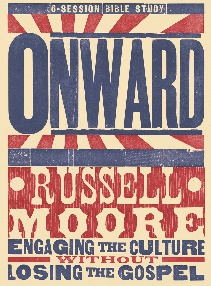 6-SESSION BIBLE STUDY
ONWARD
RUSSELL
MOORE
ENGAGING THE CULTURE
WITHOUT
LOSING THE GOSPEL